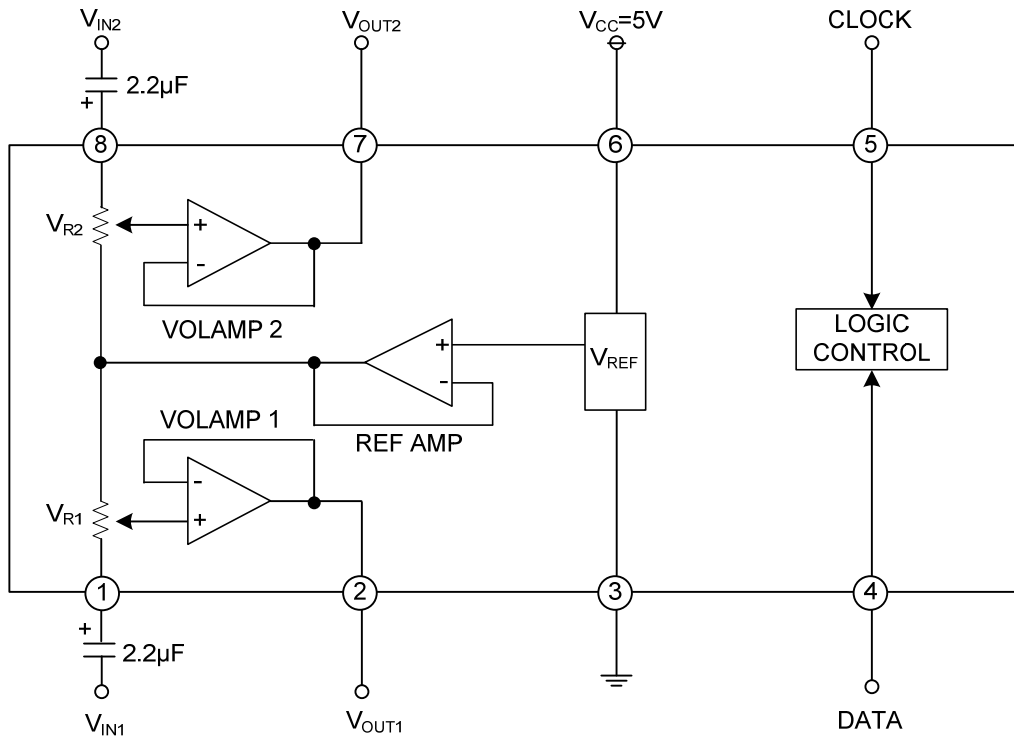 VIN2 VOUT2 VCC=5V CLOCK
2.2µF
+
8 7 6 5
VR2
+
-
VOLAMP 2
+
-
VREF
LOGIC
CONTROL
VOLAMP 1
REF AMP
-
+
VR1
1 2 3 4
+
2.2µF
VIN1 VOUT1 DATA